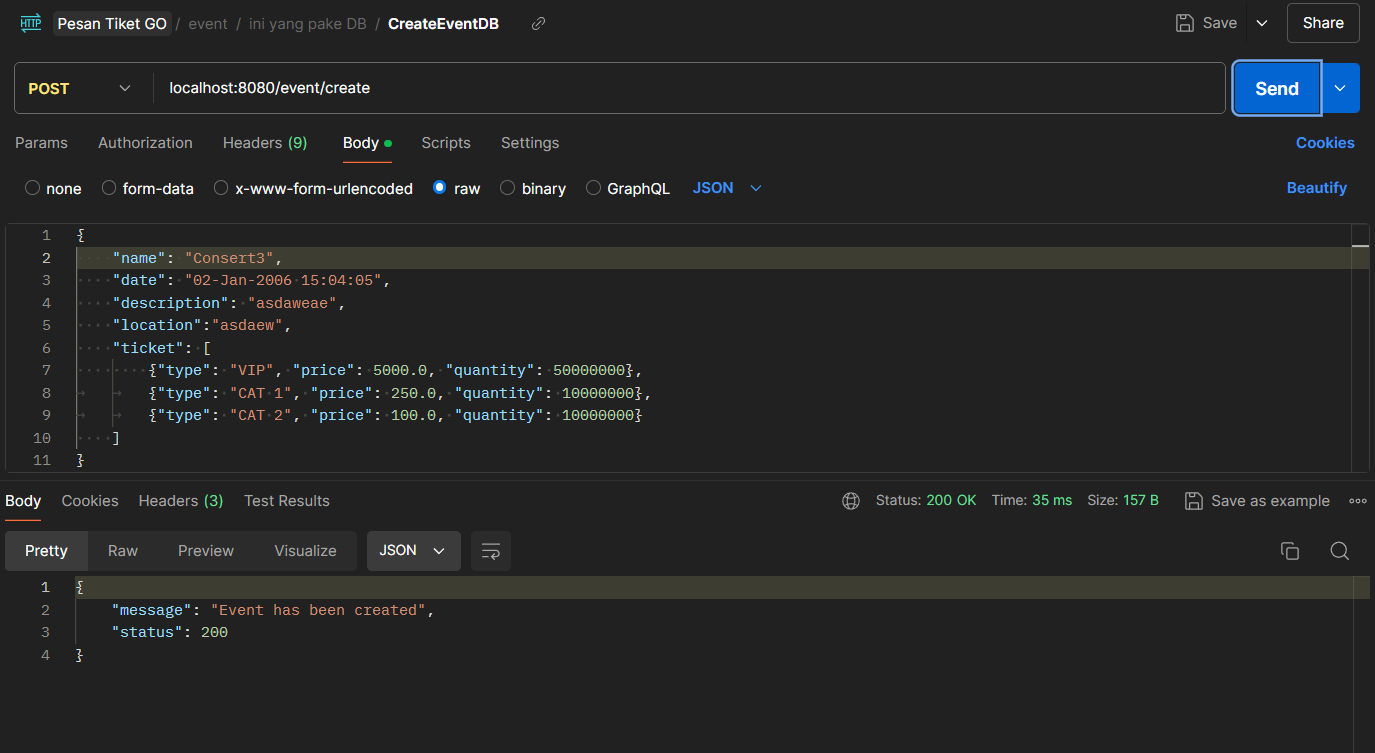 HTTP Pesan Tiket GO / event / ini yang pake DB / CreateEventDB Save Share
POST localhost:8080/event/create Send
Params Authorization Headers (9) Body Scripts Settings Cookies
none form-data x-www-form-urlencoded raw binary GraphQL JSON Beautify
1 {
2 "name": "Consert3",
3 "date": "02-Jan-2006 15:04:05",
4 "description": "asdaweae",
5 "location":"asdaew",
6 "ticket": [
7 {"type": "VIP", "price": 5000.0, "quantity": 50000000},
8 {"type": "CAT 1", "price": 250.0, "quantity": 10000000},
9 {"type": "CAT 2", "price": 100.0, "quantity": 10000000}
10 ]
11 }
Body Cookies Headers (3) Test Results Status: 200 OK Time: 35 ms Size: 157 B Save as example
Pretty Raw Preview Visualize JSON
1 {
2 "message": "Event has been created",
3 "status": 200
4 }